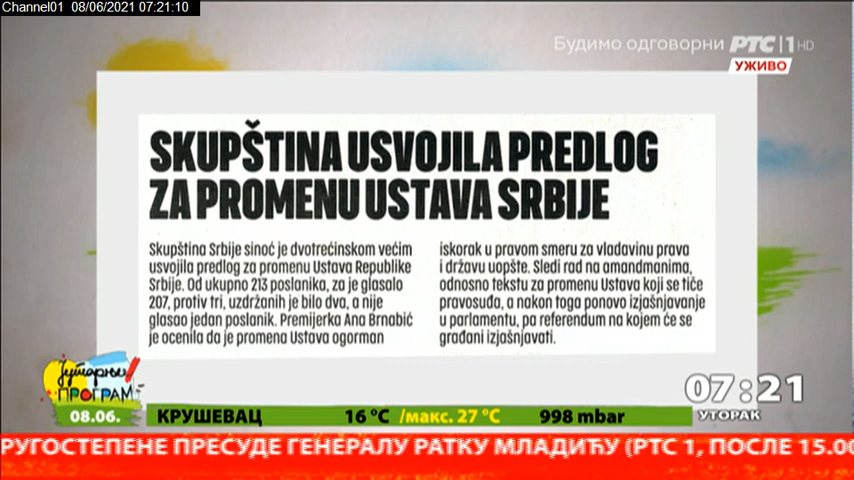 Channel01 08/06/2021 07:21:10
Будимо одговорни РТС|1 HD
УЖИВО
SKUPŠTINA USVOJILA PREDLOG
ZA PROMENU USTAVA SRBIJE
Skupština Srbije sinoć je dvotrećinskom većim
usvojila predlog za promenu Ustava Republike
Srbije. Od ukupno 213 poslanika, za je glasalo
207, protiv tri, uzdržanih je bilo dva, a nije
glasao jedan poslanik. Premijerka Ana Brnabić
je ocenila da je promena Ustava ogorman
iskorak u pravom smeru za vladavinu prava
i državu uopšte. Sledi rad na amandmanima,
odnosno tekstu za promenu Ustava koji se tiče
pravosuđa, a nakon toga ponovo izjašnjavanje
u parlamentu, pa referendum na kojem će se
građani izjašnjavati.
Јутарњи
ПРОГРАМ
07:21
08.06. КРУШЕВАЦ 16 °C /макс. 27 °C 998 mbar
УТОРАК
РУГОСТЕПЕНЕ ПРЕСУДЕ ГЕНЕРАЛУ РАТКУ МЛАДИЋУ (РТС 1, ПОСЛЕ 15.00